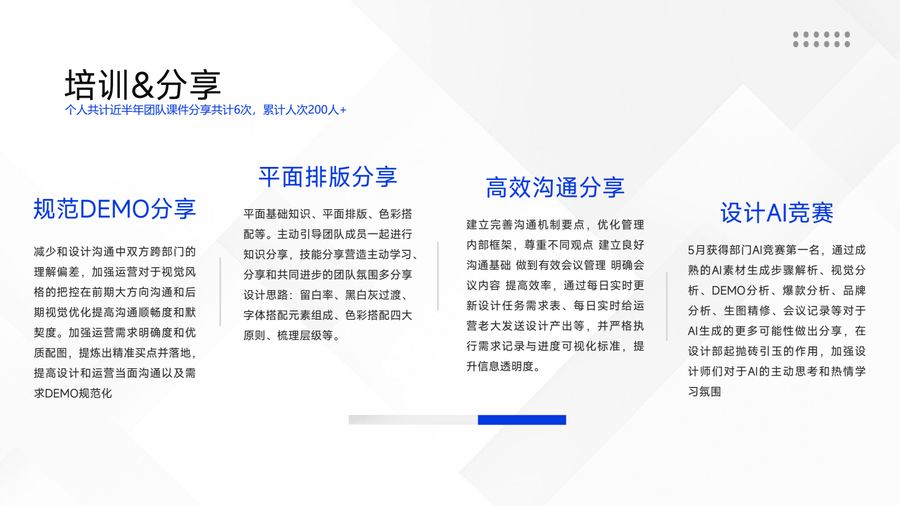 培训&分享
个人共计近半年团队课件分享共计6次，累计人次200人+
规范DEMO分享
减少和设计沟通中双方跨部门的
理解偏差，加强运营对于视觉风
格的把控在前期大方向沟通和后
期视觉优化提高沟通顺畅度和默
契度。加强运营需求明确度和优
质配图，提炼出精准买点并落地，
提高设计和运营当面沟通以及需
求DEMO规范化
平面排版分享
平面基础知识、平面排版、色彩搭
配等。主动引导团队成员一起进行
知识分享，技能分享营造主动学习、
分享和共同进步的团队氛围多分享
设计思路：留白率、黑白灰过渡、
字体搭配元素组成、色彩搭配四大
原则、梳理层级等。
高效沟通分享
建立完善沟通机制要点，优化管理
内部框架，尊重不同观点 建立良好
沟通基础 做到有效会议管理 明确会
议内容 提高效率，通过每日实时更
新设计任务需求表、每日实时给运
营老大发送设计产出等，并严格执
行需求记录与进度可视化标准，提
升信息透明度。
设计AI竞赛
5月获得部门AI竞赛第一名，通过成
熟的AI素材生成步骤解析、视觉分
析、DEMO分析、爆款分析、品牌
分析、生图精修、会议记录等对于
AI生成的更多可能性做出分享，在
设计部起抛砖引玉的作用，加强设
计师们对于AI的主动思考和热情学
习氛围